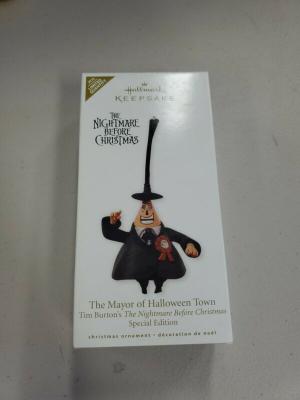 Hallmark
KEEPSAKE
THE
NIGHTMARE
BEFORE
CHRISTMAS
The Mayor of Halloween Town
Tim Burton's The Nightmare Before Christmas
Special Edition
christmas ornament • décoration de noël